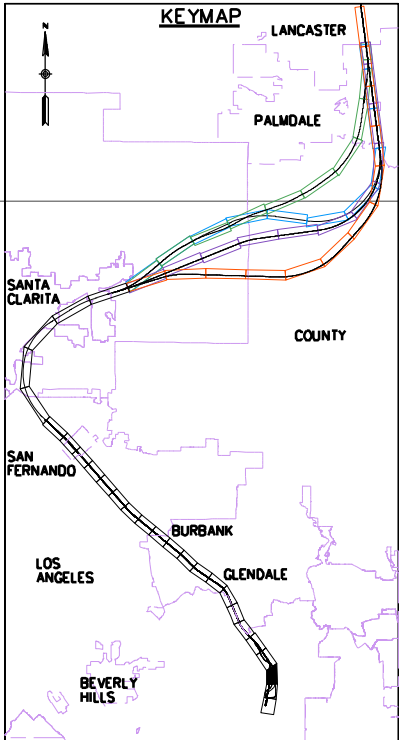 KEYMAP
N
LANCASTER
PALMDALE
SANTA
CLARITA
COUNTY
SAN
FERNANDO
BURBANK
LOS
ANGELES
GLENDALE
BEVERLY
HILLS